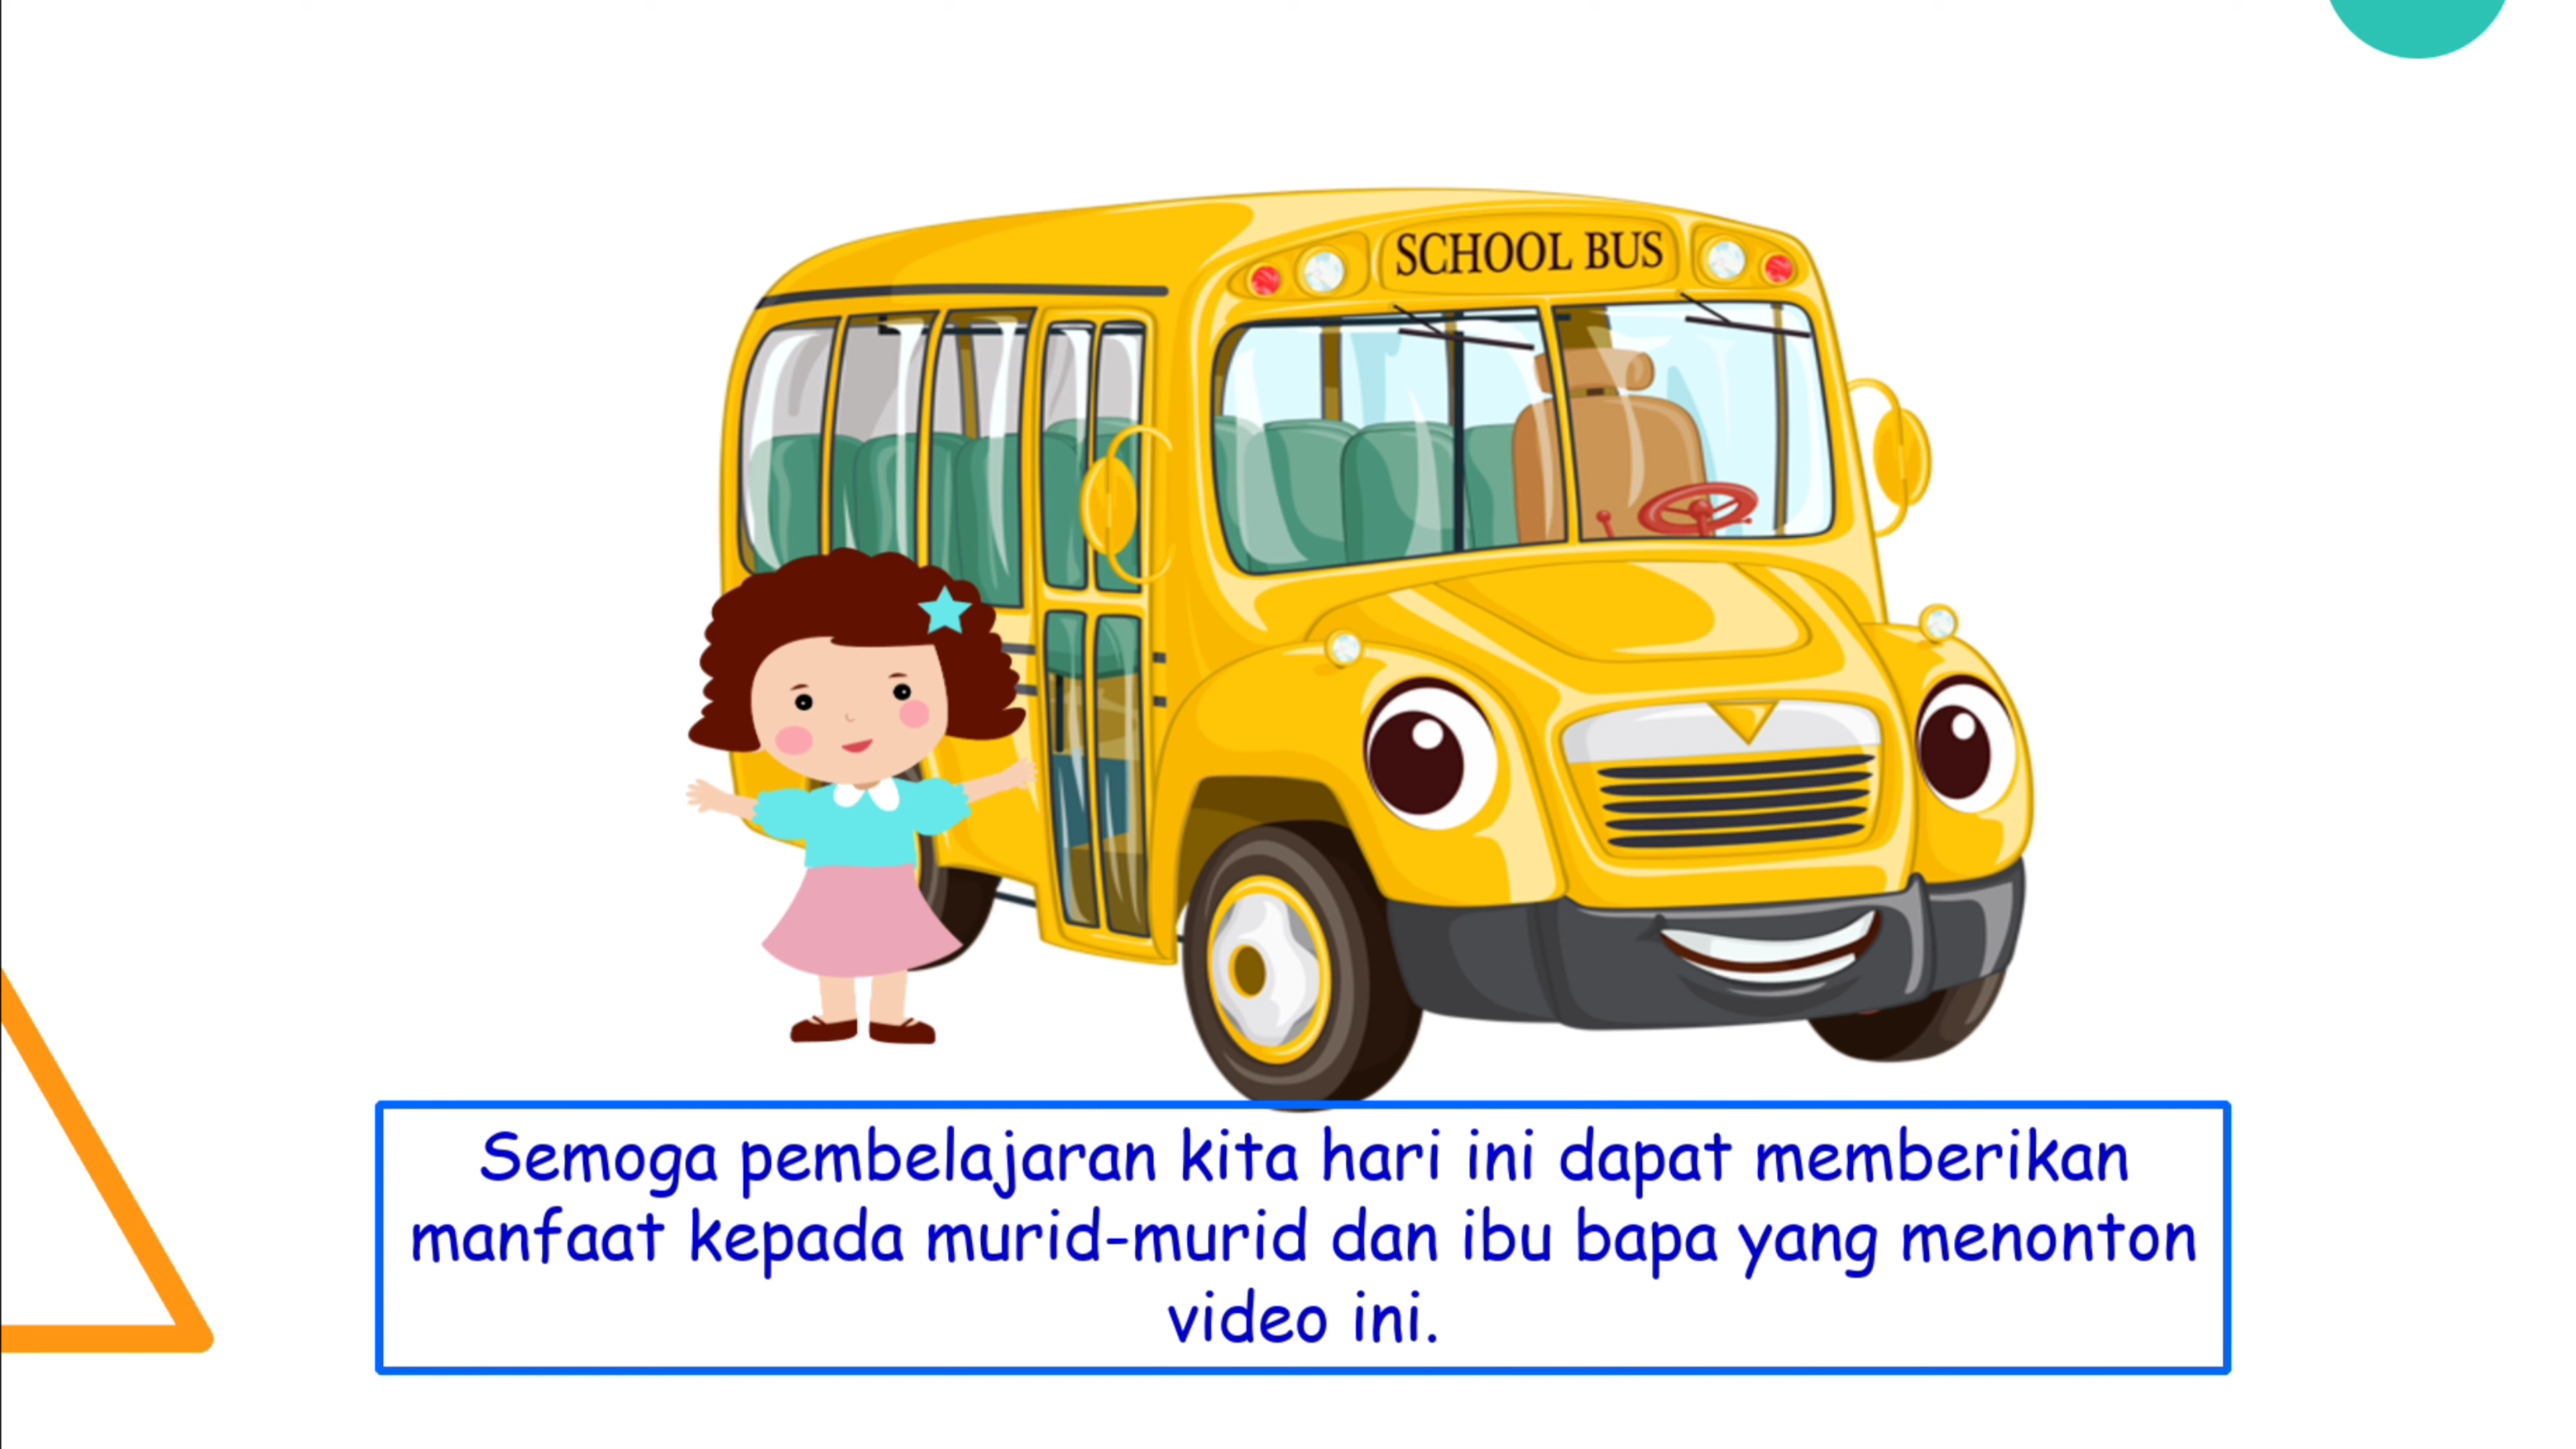 SCHOOL BUS
Semoga pembelajaran kita hari ini dapat memberikan
manfaat kepada murid-murid dan ibu bapa yang menonton
video ini.